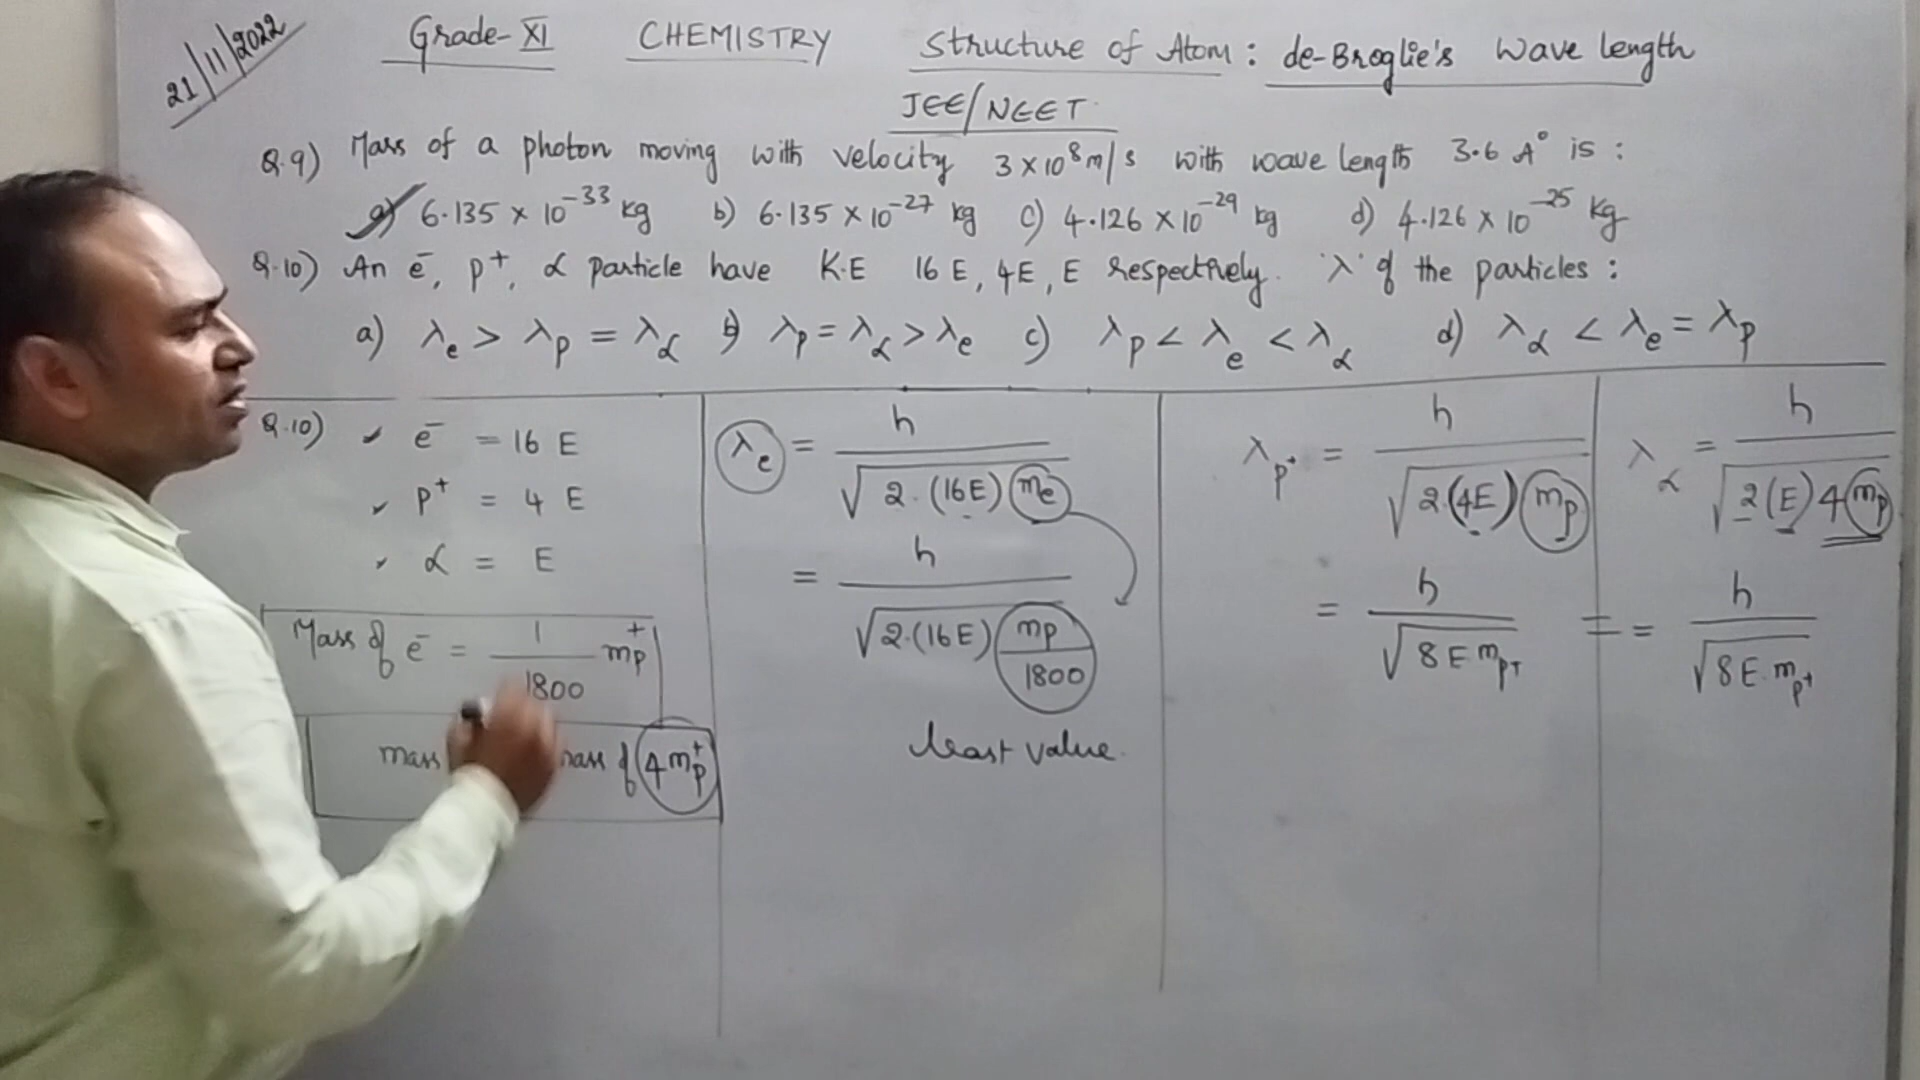 21/11/2022
Grade-XI CHEMISTRY Structure of Atom: de-Broglie's Wave length
JEE/NEET
Q.9) Mass of a photon moving with velocity 3×10⁸m/s with wave length 3.6 A° is :
a) 6.135 × 10⁻³³ kg b) 6.135 × 10⁻²⁷ kg c) 4.126 × 10⁻²⁹ kg d) 4.126 × 10⁻²⁵ kg
Q.10) An e⁻, p⁺, α particle have K.E 16 E, 4E, E respectively. 'λ' of the particles :
a) λe > λp = λα b) λp = λα > λe c) λp < λe < λα d) λα < λe = λp
Q.10) ✓ e⁻ = 16 E
✓ p⁺ = 4 E
✓ α = E
Mass of e⁻ = 1/1800 mp⁺
mass mass of 4mp⁺
λe = h/√2.(16E)(me)
= h/√2.(16E)(mp/1800)
least value.
λp⁺ = h/√2.(4E)(mp)
= h/√8E mp+
λα = h/√2(E)4(mp)
= = h/√8E.mp+